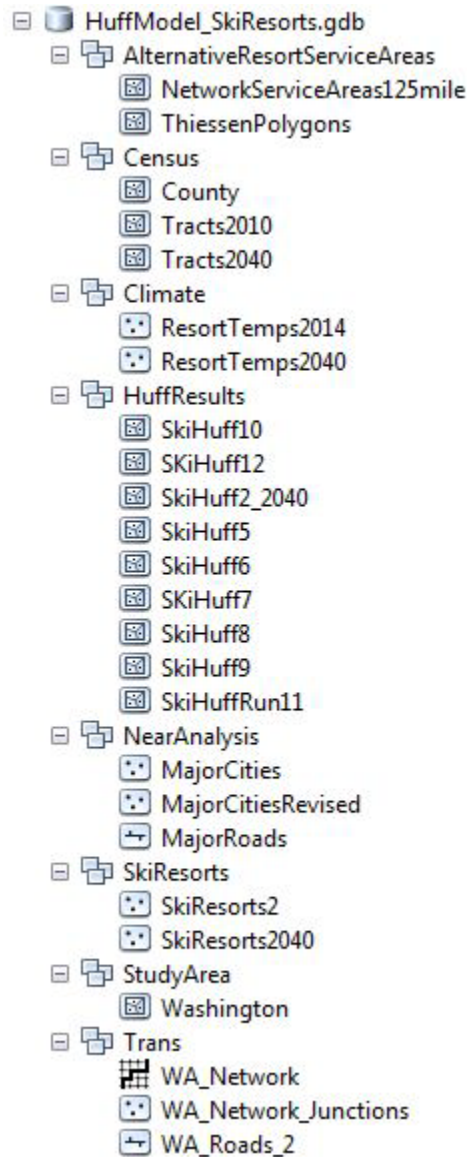 HuffModel_SkiResorts.gdb
AlternativeResortServiceAreas
NetworkServiceAreas125mile
ThiessenPolygons
Census
County
Tracts2010
Tracts2040
Climate
ResortTemps2014
ResortTemps2040
HuffResults
SkiHuff10
SKiHuff12
SkiHuff2_2040
SkiHuff5
SkiHuff6
SKiHuff7
SkiHuff8
SkiHuff9
SkiHuffRun11
NearAnalysis
MajorCities
MajorCitiesRevised
MajorRoads
SkiResorts
SkiResorts2
SkiResorts2040
StudyArea
Washington
Trans
WA_Network
WA_Network_Junctions
WA_Roads_2